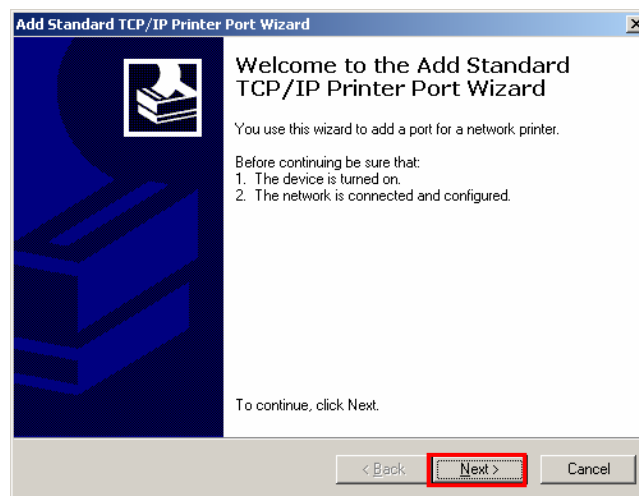 Add Standard TCP/IP Printer Port Wizard
Welcome to the Add Standard
TCP/IP Printer Port Wizard
You use this wizard to add a port for a network printer.
Before continuing be sure that:
1. The device is turned on.
2. The network is connected and configured.
To continue, click Next.
< Back
Next >
Cancel